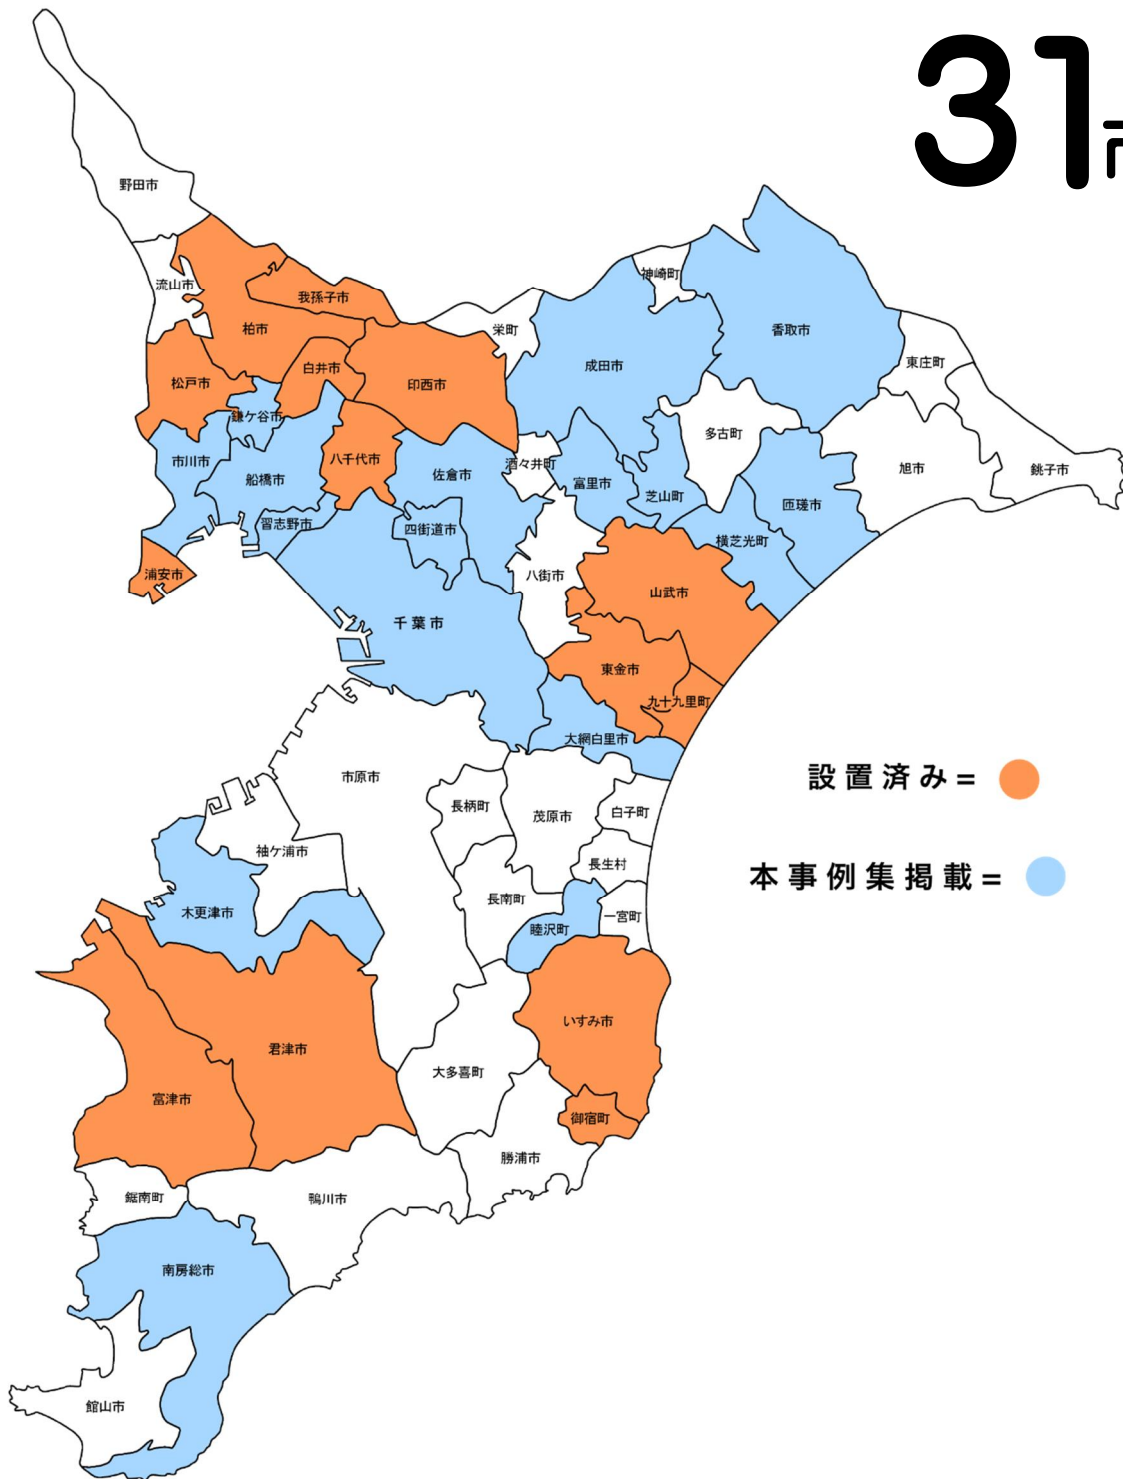 31市
野田市
流山市
我孫子市
柏市
神崎町
栄町
香取市
成田市
東庄町
白井市
松戸市
印西市
鎌ケ谷市
多古町
市川市
八千代市
酒々井町
旭市
銚子市
船橋市
佐倉市
富里市
芝山町
匝瑳市
習志野市
四街道市
横芝光町
浦安市
八街市
山武市
千葉市
東金市
九十九里町
大網白里市
市原市
設置済み=
長柄町
茂原市
白子町
袖ケ浦市
長生村
本事例集掲載=
木更津市
長南町
一宮町
睦沢町
いすみ市
君津市
大多喜町
富津市
御宿町
勝浦市
鋸南町
鴨川市
南房総市
館山市